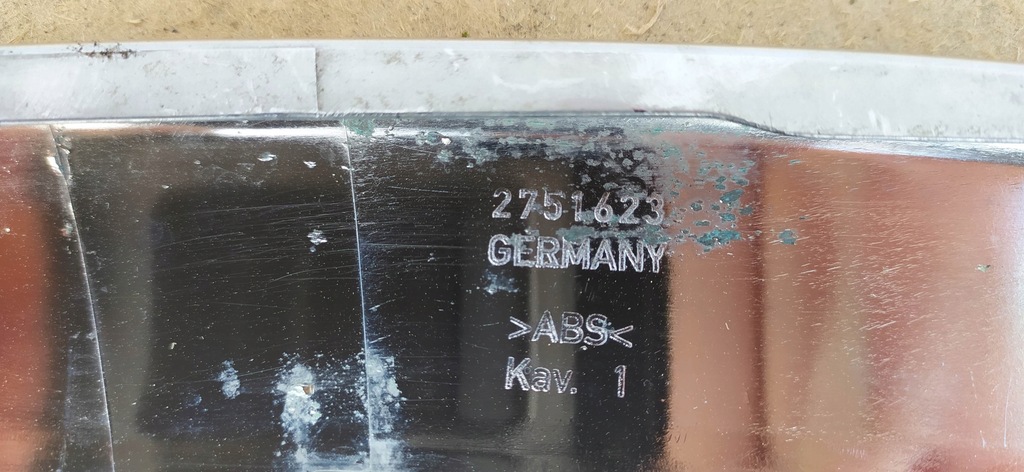 2751623
GERMANY
>ABS<
Kav. 1